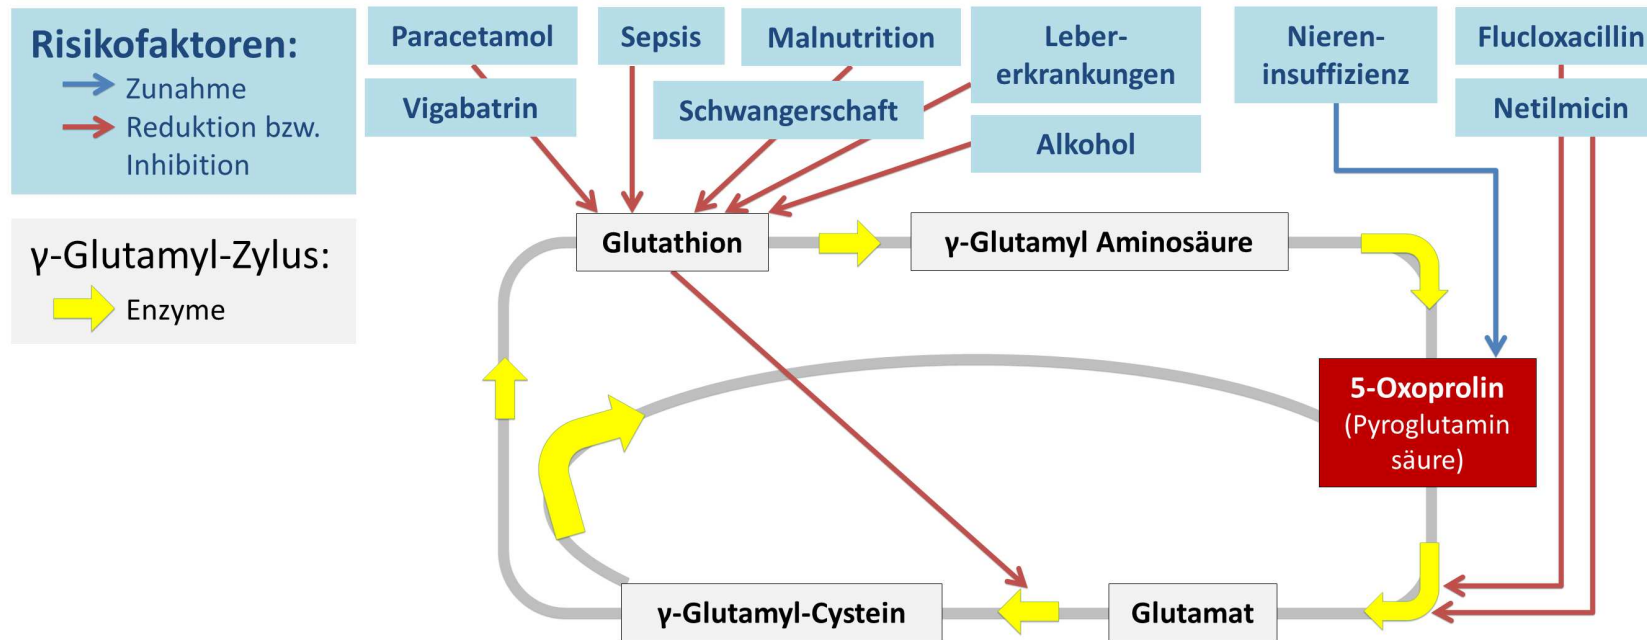 Risikofaktoren:
Zunahme
Reduktion bzw.
Inhibition
γ-Glutamyl-Zylus:
Enzyme
Paracetamol
Vigabatrin
Sepsis
Malnutrition
Schwangerschaft
Leber-
erkrankungen
Alkohol
Nieren-
insuffizienz
Flucloxacillin
Netilmicin
Glutathion
γ-Glutamyl Aminosäure
5-Oxoprolin
(Pyroglutamin
säure)
γ-Glutamyl-Cystein
Glutamat